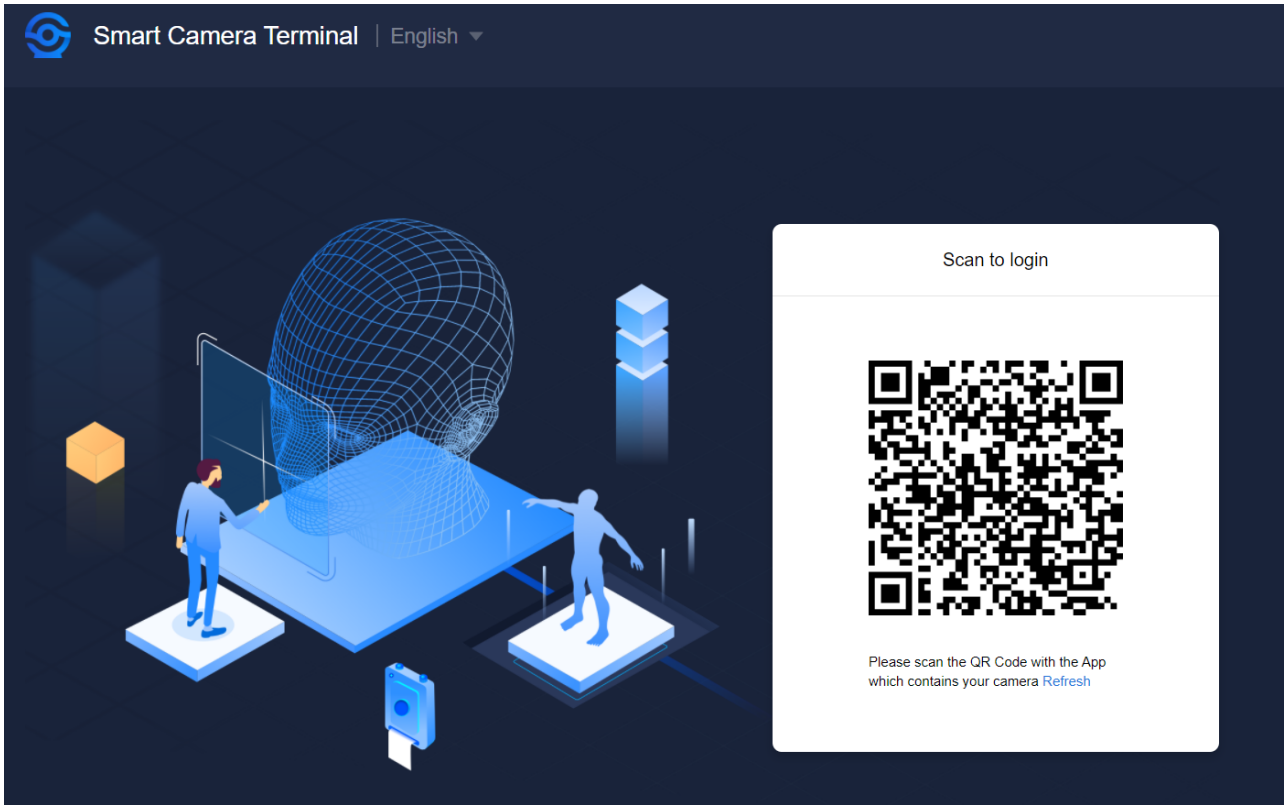 Smart Camera Terminal | English
Scan to login
Please scan the QR Code with the App
which contains your camera Refresh